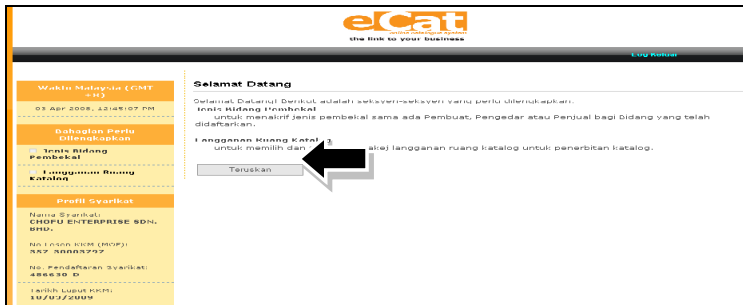 eCat
online catalogue system
the link to your business
Log Keluar
Waktu Malaysia (GMT
+8)
03 Apr 2008, 12:45:07 PM
Bahagian Perlu
Dilengkapkan
Jenis Bidang
Pembekal
Langganan Ruang
Katalog
Profil Syarikat
Nama Syarikat:
CHOFU ENTERPRISE SDN.
BHD.
No Lesen KKM (MOF):
357-
No. Pendaftaran Syarikat:
486630-D
Tarikh Luput KKM:
10/03/2009
Selamat Datang
Selamat Datang! Berikut adalah seksyen-seksyen yang perlu dilengkapkan.
Jenis Bidang Pembekal
untuk menakrif jenis pembekal sama ada Pembuat, Pengedar atau Penjual bagi Bidang yang telah
didaftarkan.
Langganan Ruang Katalog
untuk memilih dan akej langganan ruang katalog untuk penerbitan katalog.
Teruskan